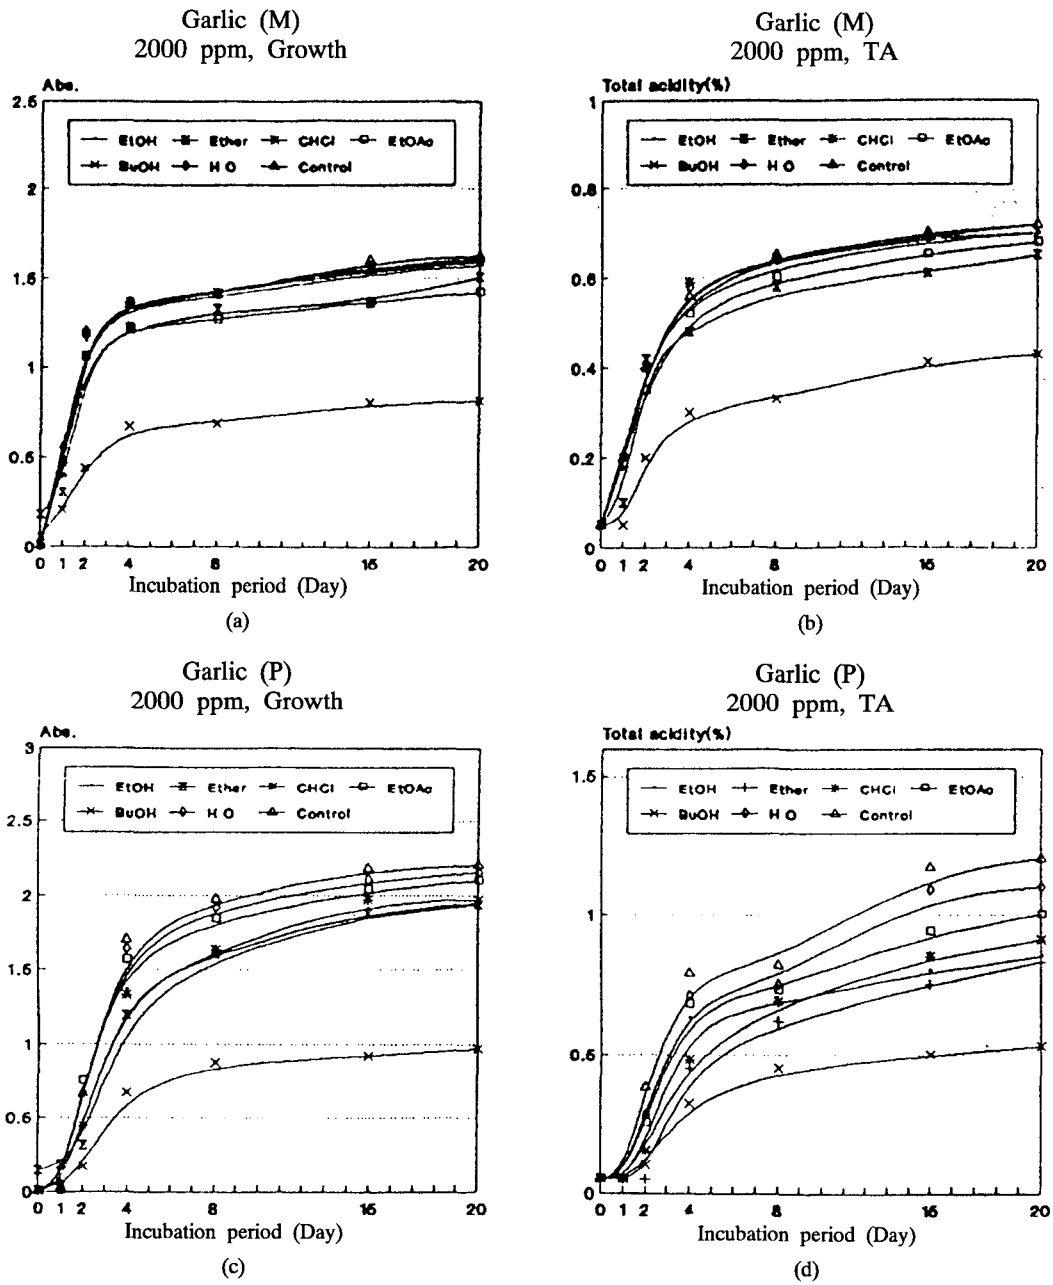 Garlic (M)
2000 ppm, Growth
Abs.
2.5
2
1.5
1
0.5
0
EtOH Ether CHCl EtOAc
BuOH H O Control
0 1 2 4 8 16 20
Incubation period (Day)
(a)
Garlic (M)
2000 ppm, TA
Total acidity(%)
1
0.8
0.6
0.4
0.2
0
EtOH Ether CHCl EtOAc
BuOH H O Control
0 1 2 4 8 16 20
Incubation period (Day)
(b)
Garlic (P)
2000 ppm, Growth
Abs.
3
2.5
2
1.5
1
0.5
0
EtOH Ether CHCl EtOAc
BuOH H O Control
0 1 2 4 8 16 20
Incubation period (Day)
(c)
Garlic (P)
2000 ppm, TA
Total acidity(%)
1.5
1
0.5
0
EtOH Ether CHCl EtOAc
BuOH H O Control
0 1 2 4 8 16 20
Incubation period (Day)
(d)